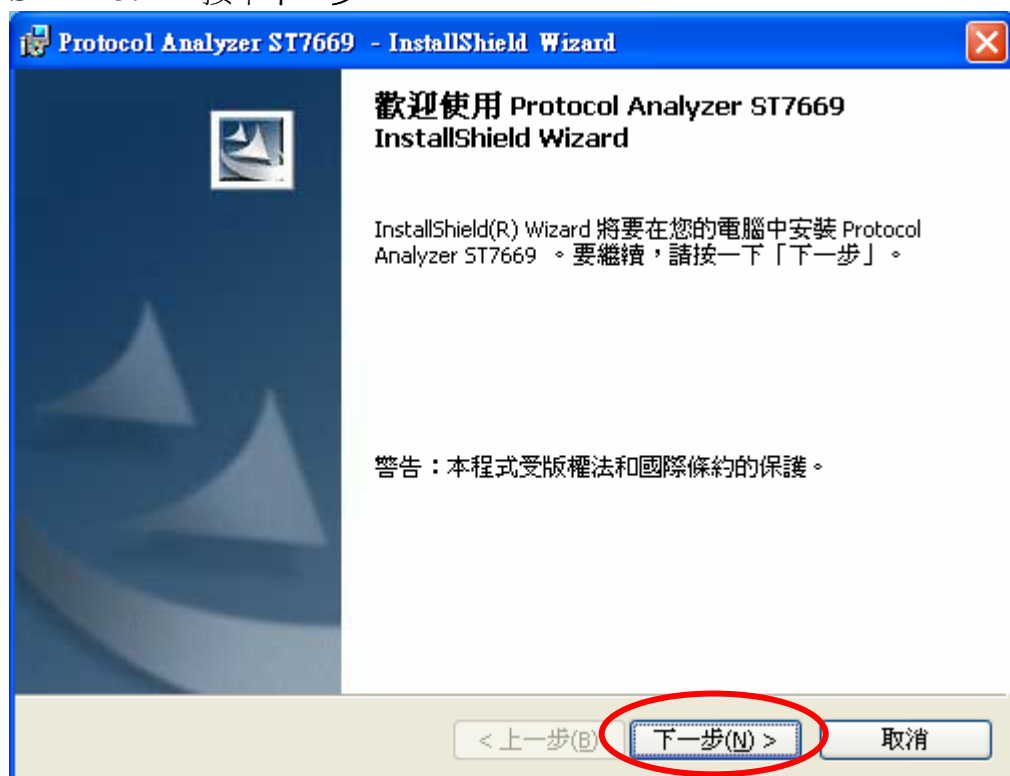 Protocol Analyzer ST7669 - InstallShield Wizard
歡迎使用 Protocol Analyzer ST7669
InstallShield Wizard
InstallShield(R) Wizard 將要在您的電腦中安裝 Protocol
Analyzer ST7669 。要繼續，請按一下「下一步」。
警告：本程式受版權法和國際條約的保護。
< 上一步(B) 下一步(N) > 取消